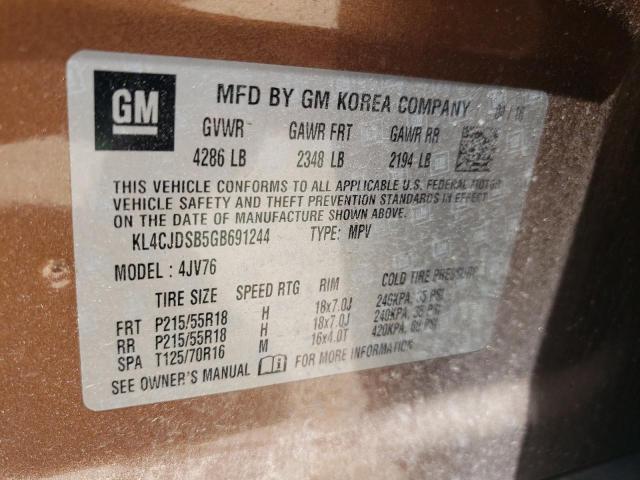 GM
MFD BY GM KOREA COMPANY 01/16
GVWR GAWR FRT GAWR RR
4286 LB 2348 LB 2194 LB
THIS VEHICLE CONFORMS TO ALL APPLICABLE U.S. FEDERAL MOTOR
VEHICLE SAFETY AND THEFT PREVENTION STANDARDS IN EFFECT
ON THE DATE OF MANUFACTURE SHOWN ABOVE.
KL4CJDSB5GB691244 TYPE: MPV
MODEL : 4JV76
TIRE SIZE SPEED RTG RIM COLD TIRE PRESSURE
FRT P215/55R18 H 18x7.0J 240KPA, 35 PSI
RR P215/55R18 H 18x7.0J 240KPA, 35 PSI
SPA T125/70R16 M 16x4.0T 420KPA, 60 PSI
SEE OWNER'S MANUAL FOR MORE INFORMATION.